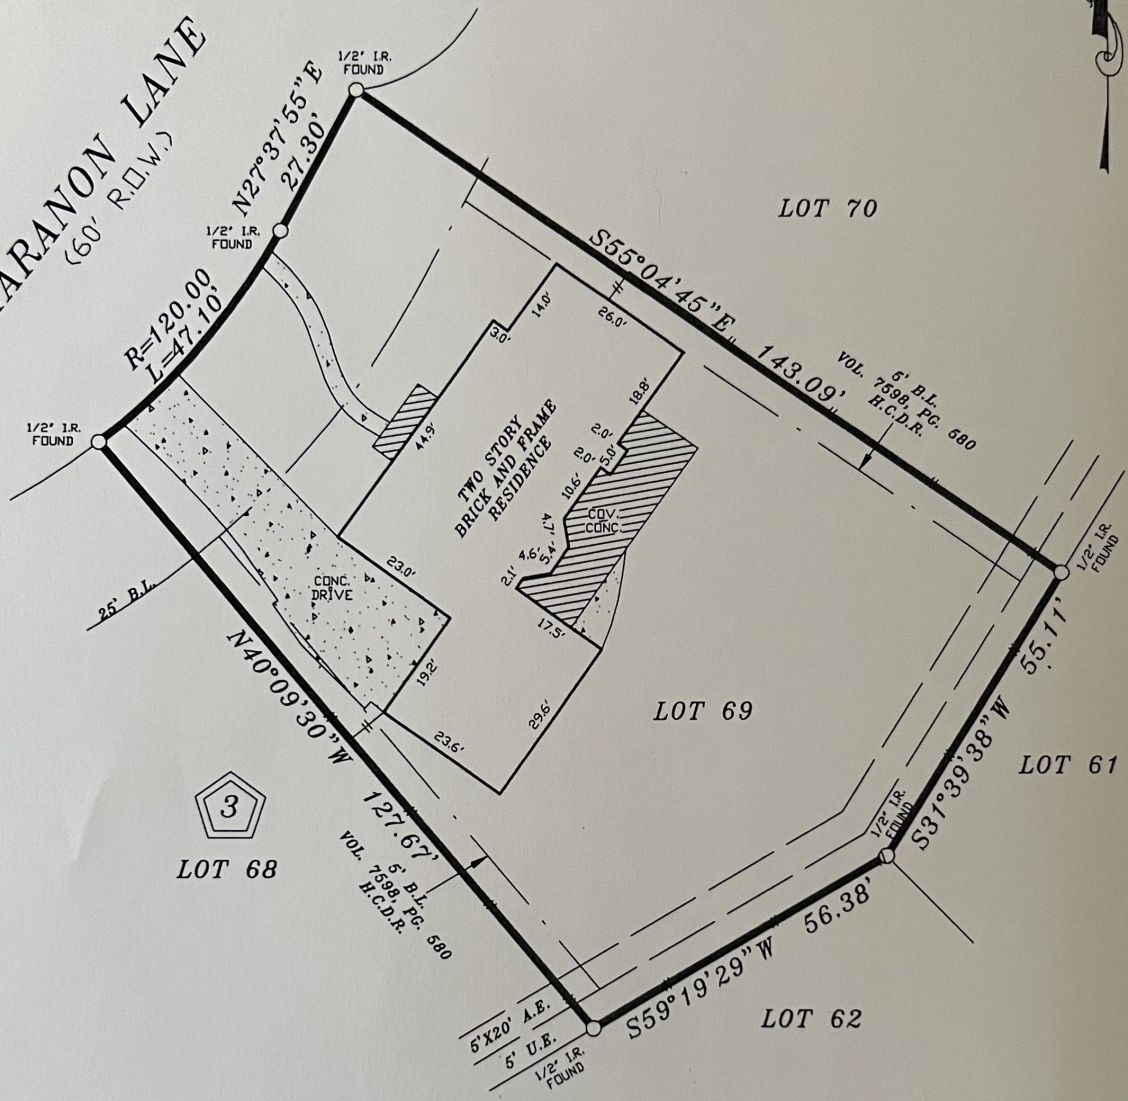 ARANON LANE
(60' R.O.W.)
1/2" I.R.
FOUND
N27°37'55"E
27.30'
1/2" I.R.
FOUND
R=120.00
L=47.10'
1/2" I.R.
FOUND
LOT 70
S55°04'45"E
143.09'
5' B.L.
VOL. 7598, PG. 680
H.C.D.R.
14.0'
26.0'
3.0'
18.8'
44.9'
TWO STORY
BRICK AND FRAME
RESIDENCE
2.0'
2.0'
5.0'
10.6'
4.7'
COV.
CONC.
4.6'
5.4'
2.1'
17.5'
23.0'
CONC.
DRIVE
25' B.L.
19.2'
29.6'
23.6'
1/2" I.R.
FOUND
55.11'
S31°39'38"W
LOT 69
LOT 61
N40°09'30"W
127.67'
3
LOT 68
5' B.L.
VOL. 7598, PG. 580
H.C.D.R.
1/2" I.R.
FOUND
56.38'
S59°19'29"W
LOT 62
5'X20' A.E.
5' U.E.
1/2" I.R.
FOUND